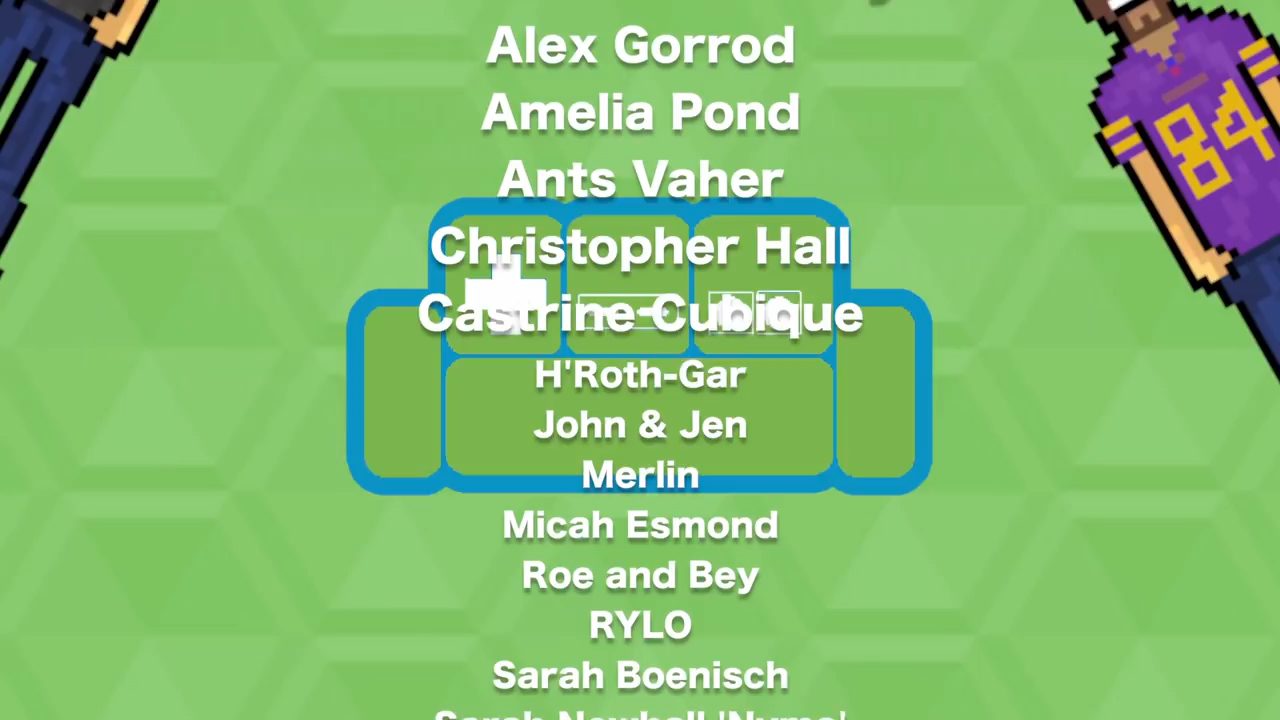 Alex Gorrod
Amelia Pond
Ants Vaher
84
Christopher Hall
Castrine Cubique
H'Roth-Gar
John & Jen
Merlin
Micah Esmond
Roe and Bey
RYLO
Sarah Boenisch